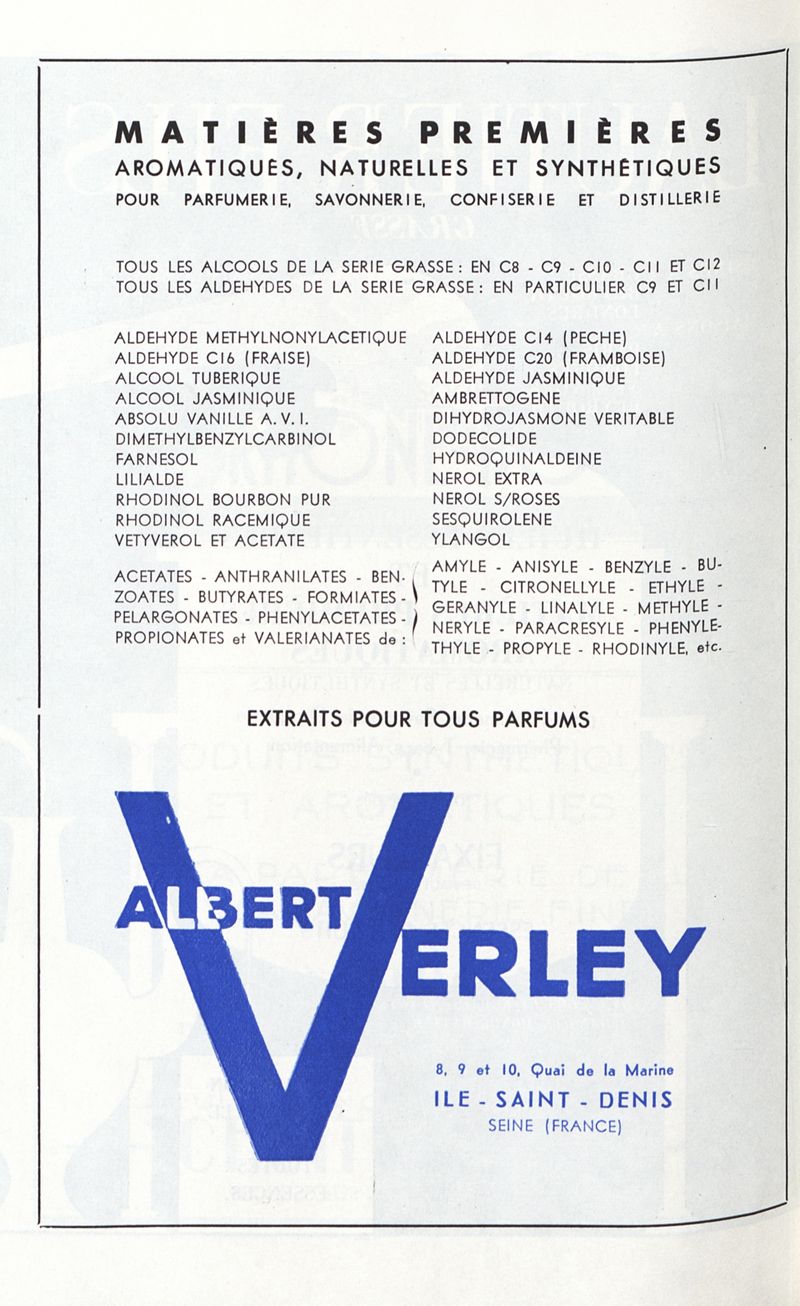 MATIÈRES PREMIÈRES
AROMATIQUES, NATURELLES ET SYNTHÉTIQUES
POUR PARFUMERIE, SAVONNERIE, CONFISERIE ET DISTILLERIE
TOUS LES ALCOOLS DE LA SERIE GRASSE : EN C8 - C9 - C10 - C11 ET C12
TOUS LES ALDEHYDES DE LA SERIE GRASSE : EN PARTICULIER C9 ET C11
ALDEHYDE METHYLNONYLACETIQUE
ALDEHYDE C16 (FRAISE)
ALCOOL TUBERIQUE
ALCOOL JASMINIQUE
ABSOLU VANILLE A. V. I.
DIMETHYLBENZYLCARBINOL
FARNESOL
LILIALDE
RHODINOL BOURBON PUR
RHODINOL RACEMIQUE
VETYVEROL ET ACETATE
ALDEHYDE C14 (PECHE)
ALDEHYDE C20 (FRAMBOISE)
ALDEHYDE JASMINIQUE
AMBRETTOGENE
DIHYDROJASMONE VERITABLE
DODECOLIDE
HYDROQUINALDEINE
NEROL EXTRA
NEROL S/ROSES
SESQUIROLENE
YLANGOL
ACETATES - ANTHRANILATES - BEN-
ZOATES - BUTYRATES - FORMIATES -
PELARGONATES - PHENYLACETATES -
PROPIONATES et VALERIANATES de :
AMYLE - ANISYLE - BENZYLE - BU-
TYLE - CITRONELLYLE - ETHYLE -
GERANYLE - LINALYLE - METHYLE -
NERYLE - PARACRESYLE - PHENYLE-
THYLE - PROPYLE - RHODINYLE, etc.
EXTRAITS POUR TOUS PARFUMS
ALBERT
VERLEY
8, 9 et 10, Quai de la Marine
ILE - SAINT - DENIS
SEINE (FRANCE)